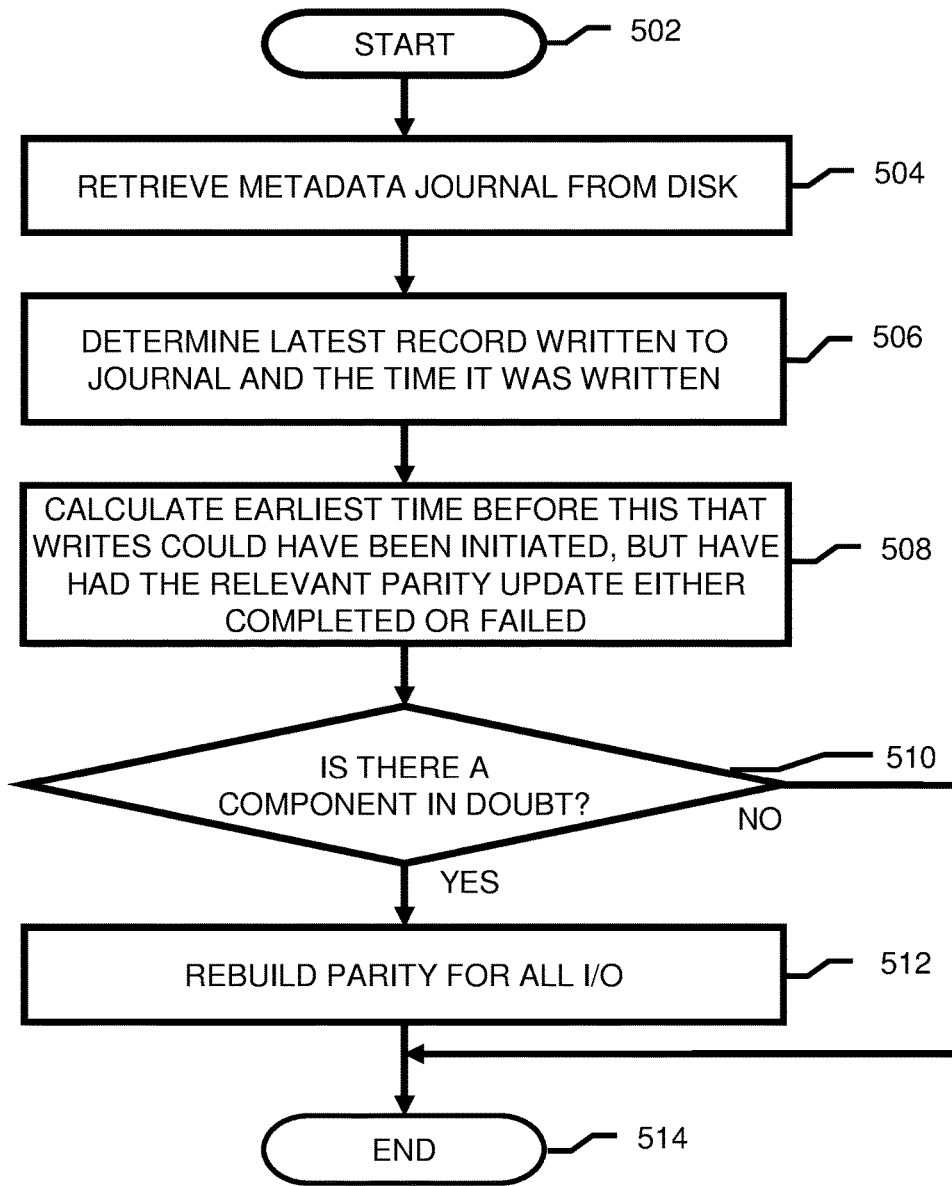 START
502
RETRIEVE METADATA JOURNAL FROM DISK
504
DETERMINE LATEST RECORD WRITTEN TO
JOURNAL AND THE TIME IT WAS WRITTEN
506
CALCULATE EARLIEST TIME BEFORE THIS THAT
WRITES COULD HAVE BEEN INITIATED, BUT HAVE
HAD THE RELEVANT PARITY UPDATE EITHER
COMPLETED OR FAILED
508
IS THERE A
COMPONENT IN DOUBT?
510
NO
YES
REBUILD PARITY FOR ALL I/O
512
END
514